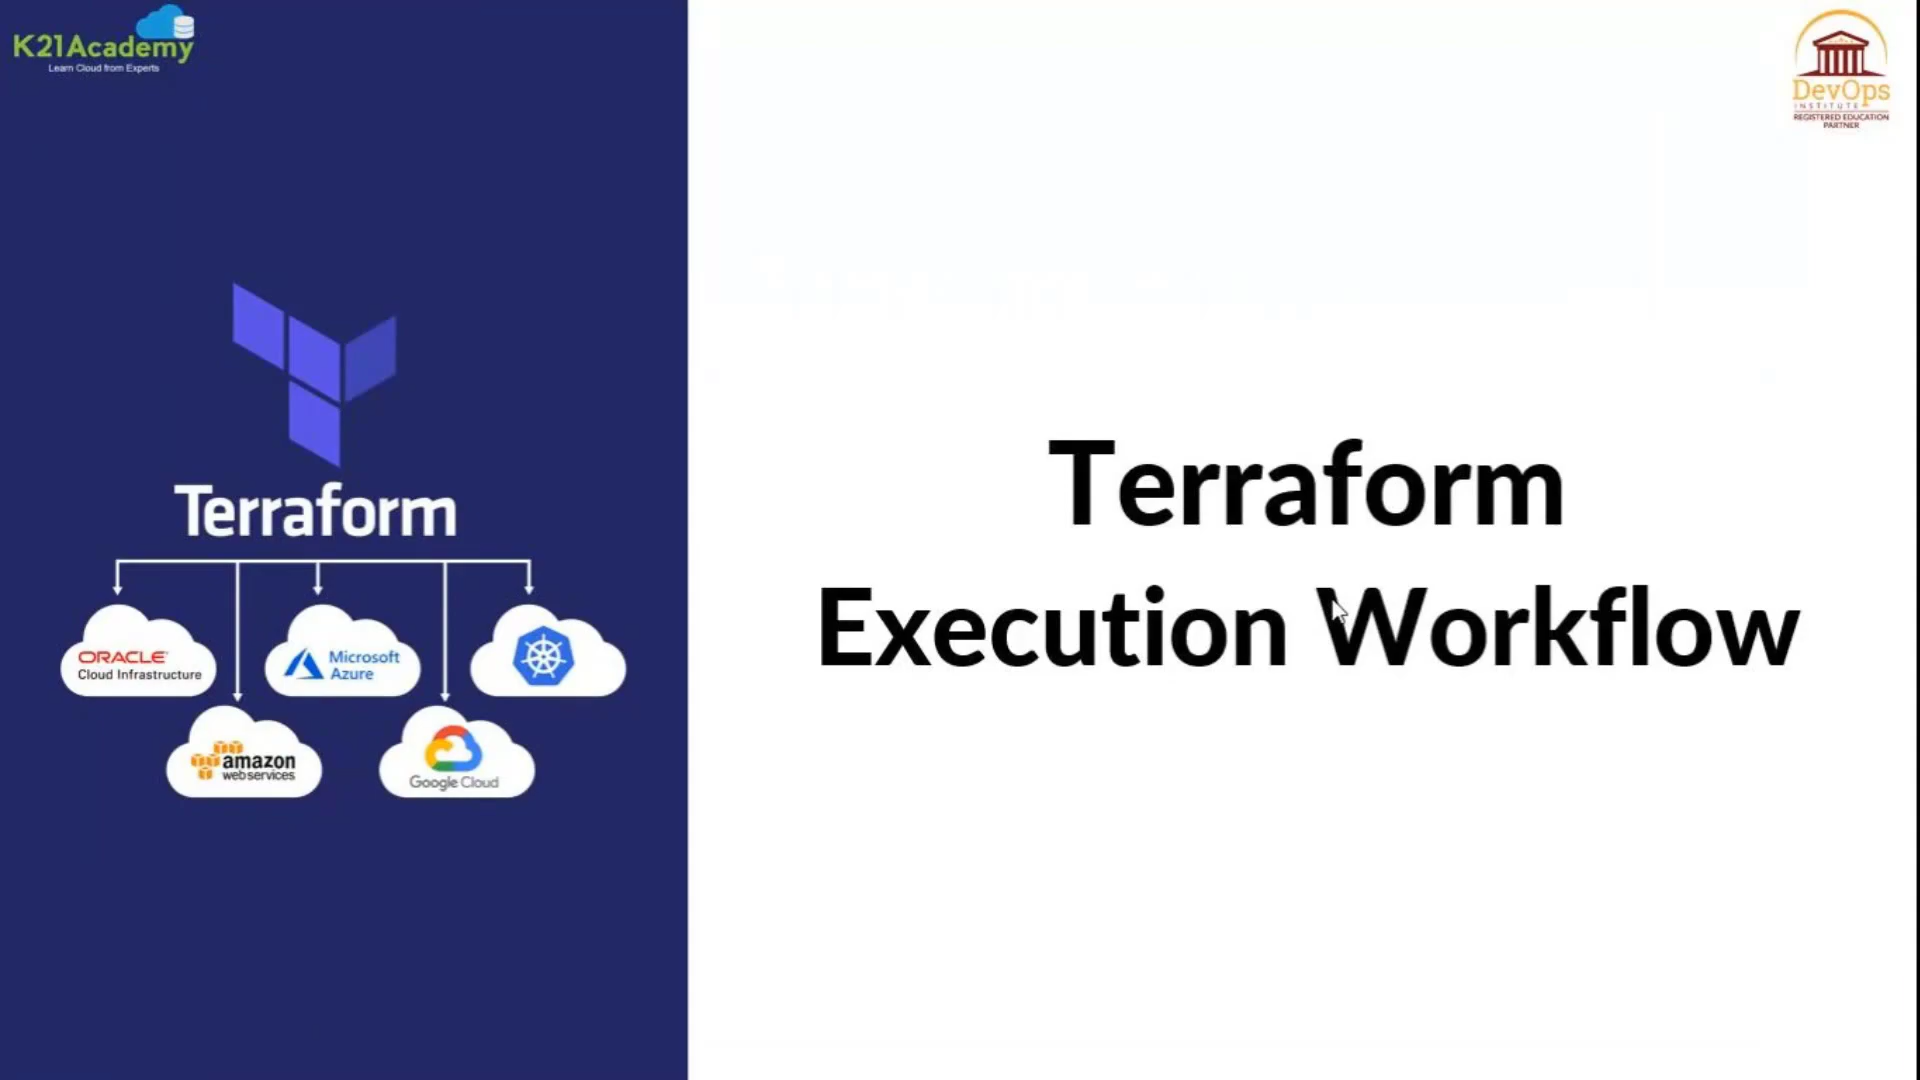 K21Academy
Learn Cloud from Experts
DevOps
INSTITUTE
REGISTERED EDUCATION
PARTNER
Terraform
ORACLE
Cloud Infrastructure
Microsoft
Azure
amazon
webservices
Google Cloud
Terraform
Execution Workflow